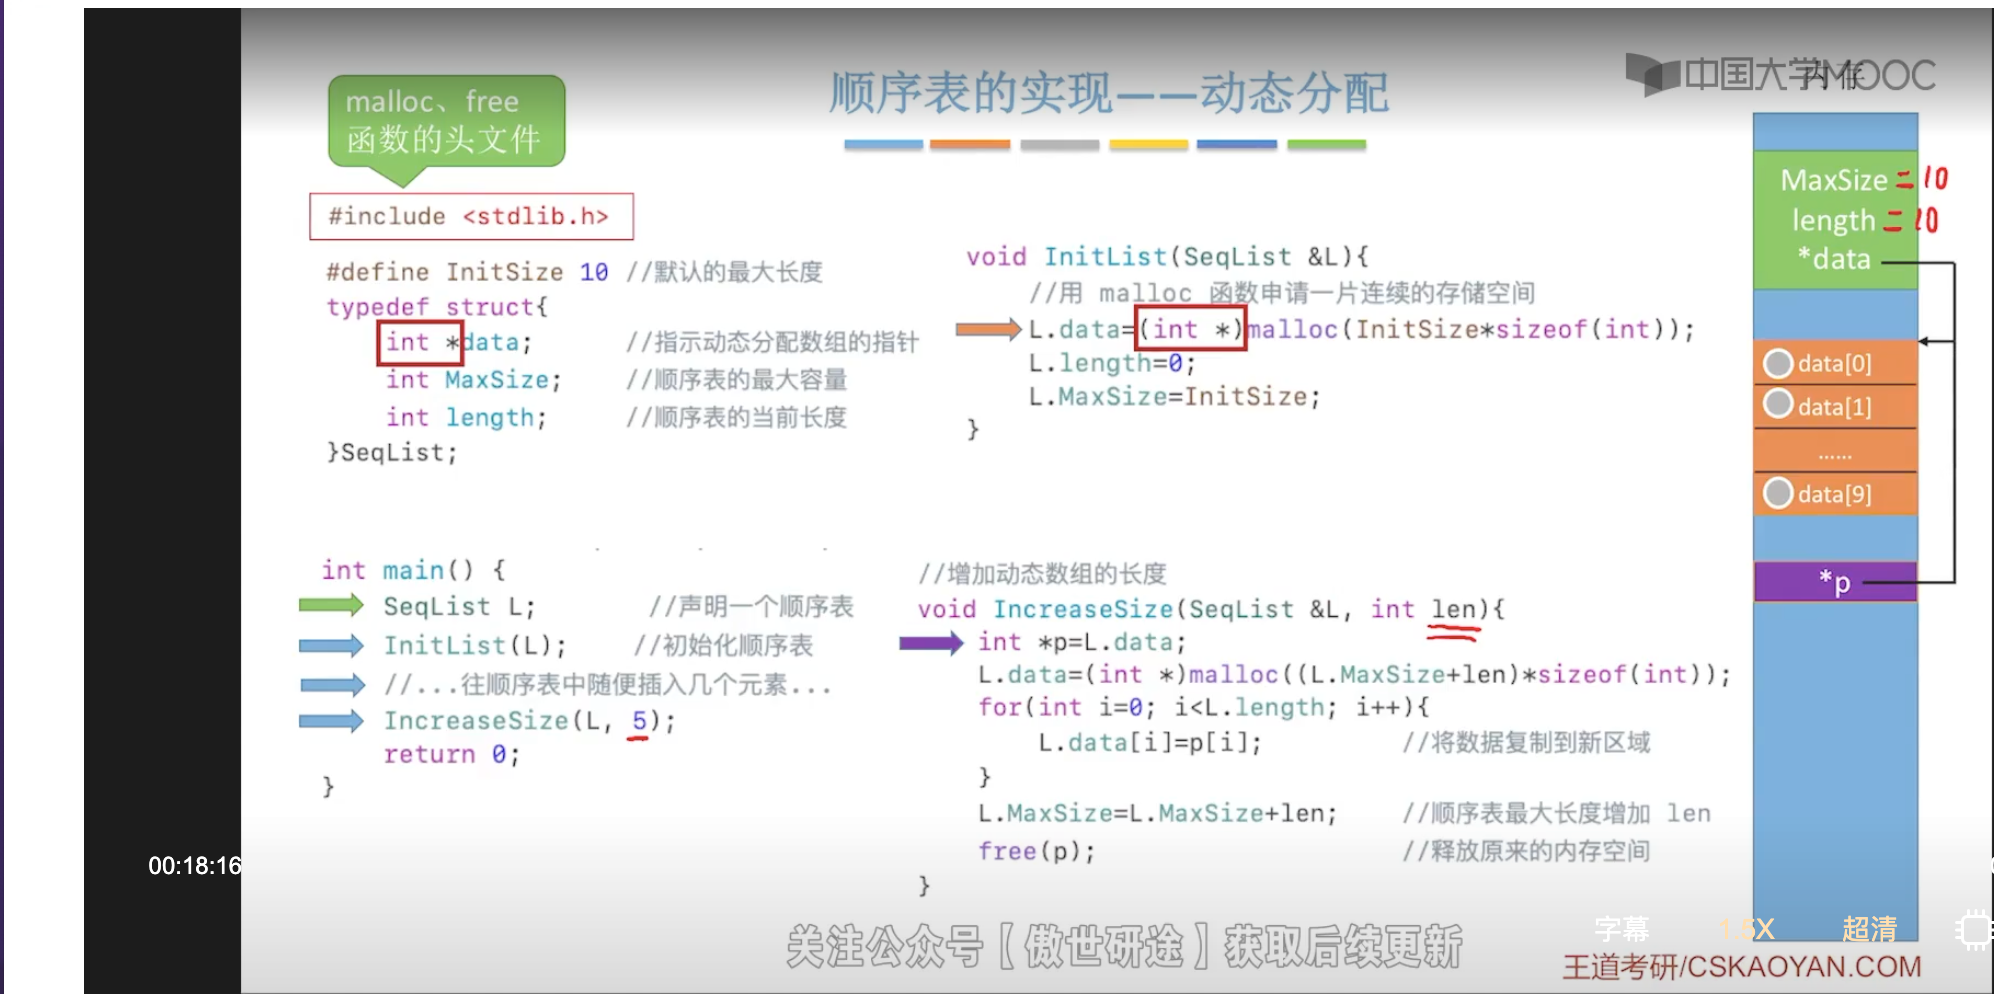 中国大学MOOC
内存
顺序表的实现——动态分配
malloc、free
函数的头文件
#include <stdlib.h>
#define InitSize 10 //默认的最大长度
typedef struct{
int *data; //指示动态分配数组的指针
int MaxSize; //顺序表的最大容量
int length; //顺序表的当前长度
}SeqList;
void InitList(SeqList &L){
//用 malloc 函数申请一片连续的存储空间
L.data=(int *)malloc(InitSize*sizeof(int));
L.length=0;
L.MaxSize=InitSize;
}
int main() {
SeqList L; //声明一个顺序表
InitList(L); //初始化顺序表
//...往顺序表中随便插入几个元素...
IncreaseSize(L, 5);
return 0;
}
//增加动态数组的长度
void IncreaseSize(SeqList &L, int len){
int *p=L.data;
L.data=(int *)malloc((L.MaxSize+len)*sizeof(int));
for(int i=0; i<L.length; i++){
L.data[i]=p[i]; //将数据复制到新区域
}
L.MaxSize=L.MaxSize+len; //顺序表最大长度增加 len
free(p); //释放原来的内存空间
}
MaxSize = 10
length = 10
*data
data[0]
data[1]
......
data[9]
*p
00:18:16
关注公众号【傲世研途】获取后续更新
字幕
1.5X
超清
王道考研/CSKAOYAN.COM